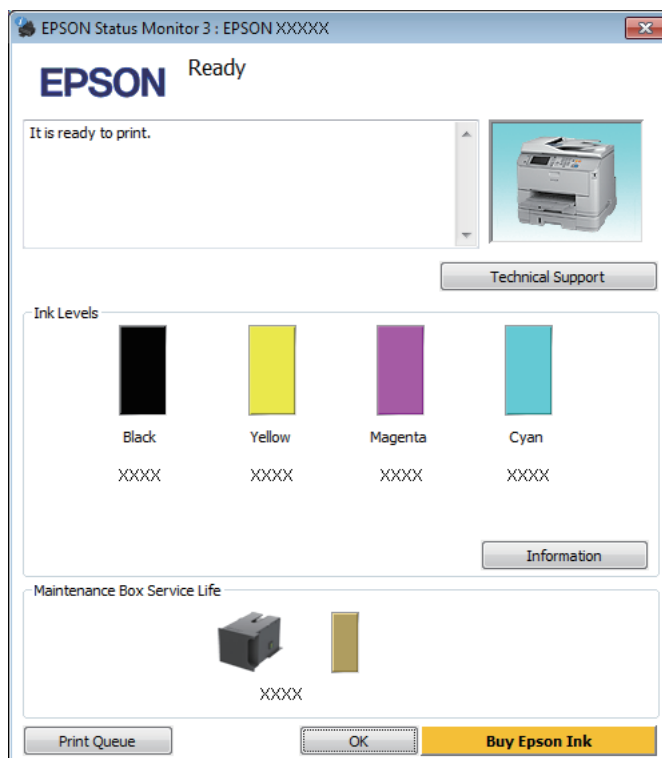 EPSON Status Monitor 3 : EPSON XXXXX
EPSON
Ready
It is ready to print.
Technical Support
Ink Levels
Black Yellow Magenta Cyan
XXXX XXXX XXXX XXXX
Information
Maintenance Box Service Life
XXXX
Print Queue OK Buy Epson Ink